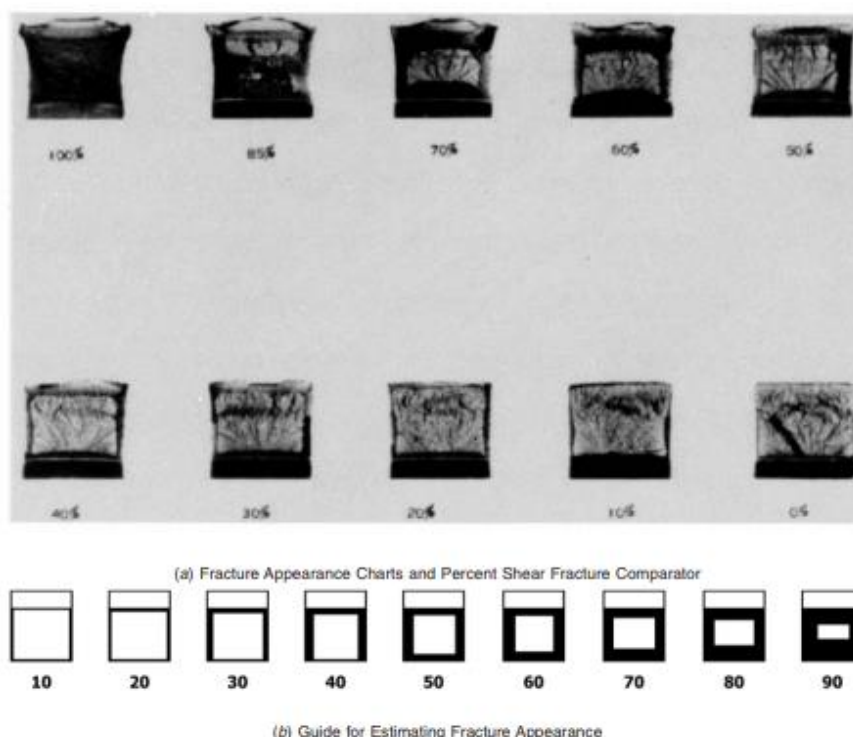 100% 85% 70% 60% 50%
40% 30% 20% 10% 0%
(a) Fracture Appearance Charts and Percent Shear Fracture Comparator
10 20 30 40 50 60 70 80 90
(b) Guide for Estimating Fracture Appearance